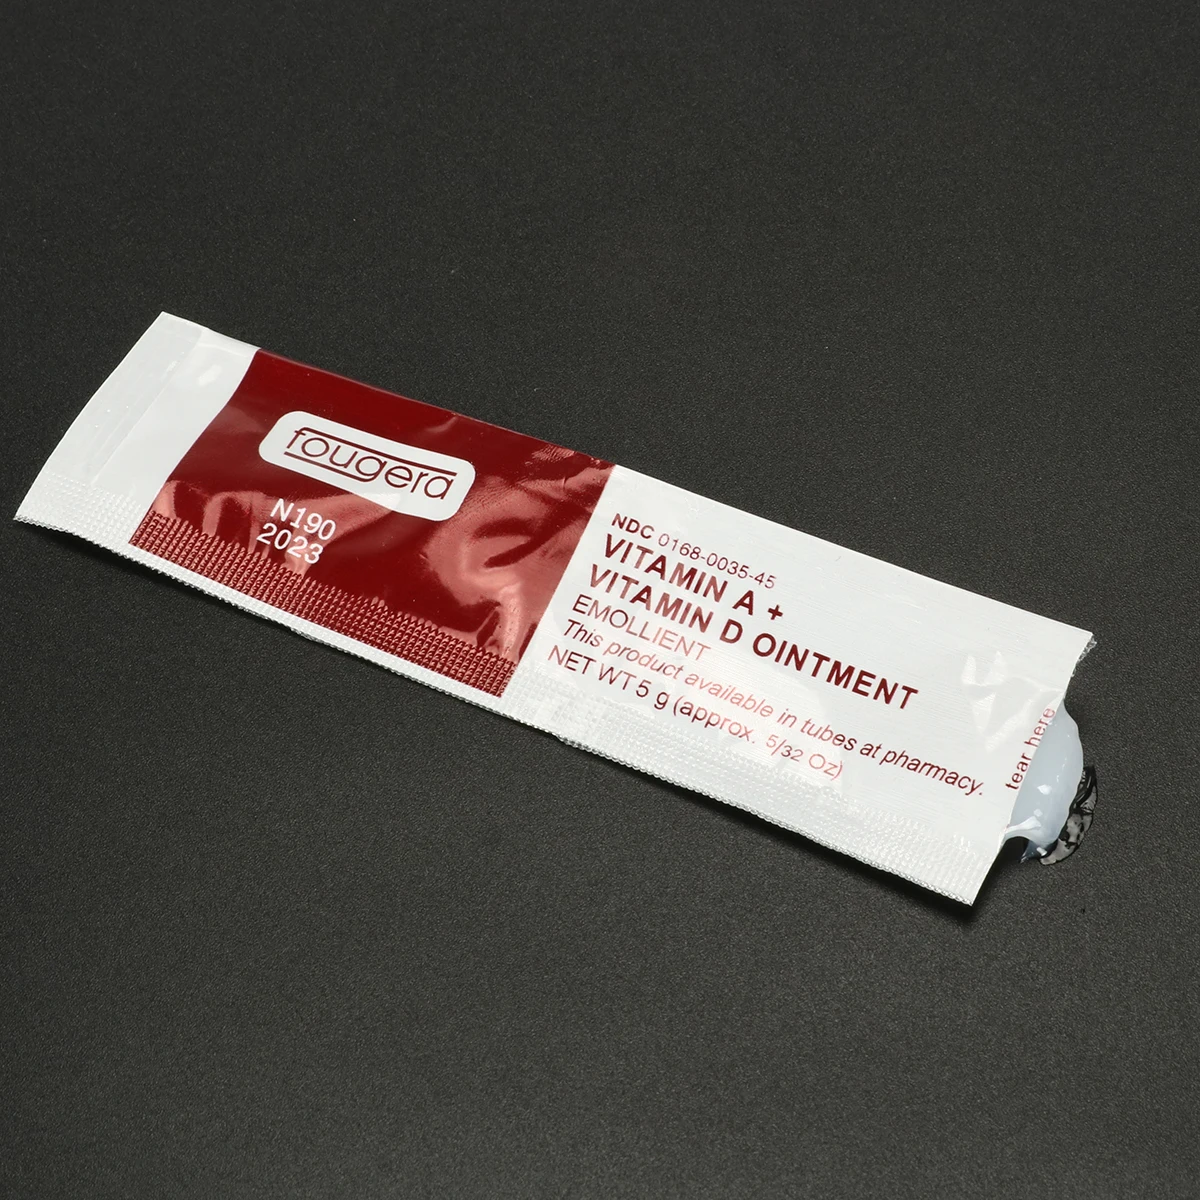 fougera
N190
2023
NDC 0168-0035-45
VITAMIN A +
VITAMIN D OINTMENT
EMOLLIENT
This product available in tubes at pharmacy.
NET WT 5 g (approx. 5/32 Oz)
tear here